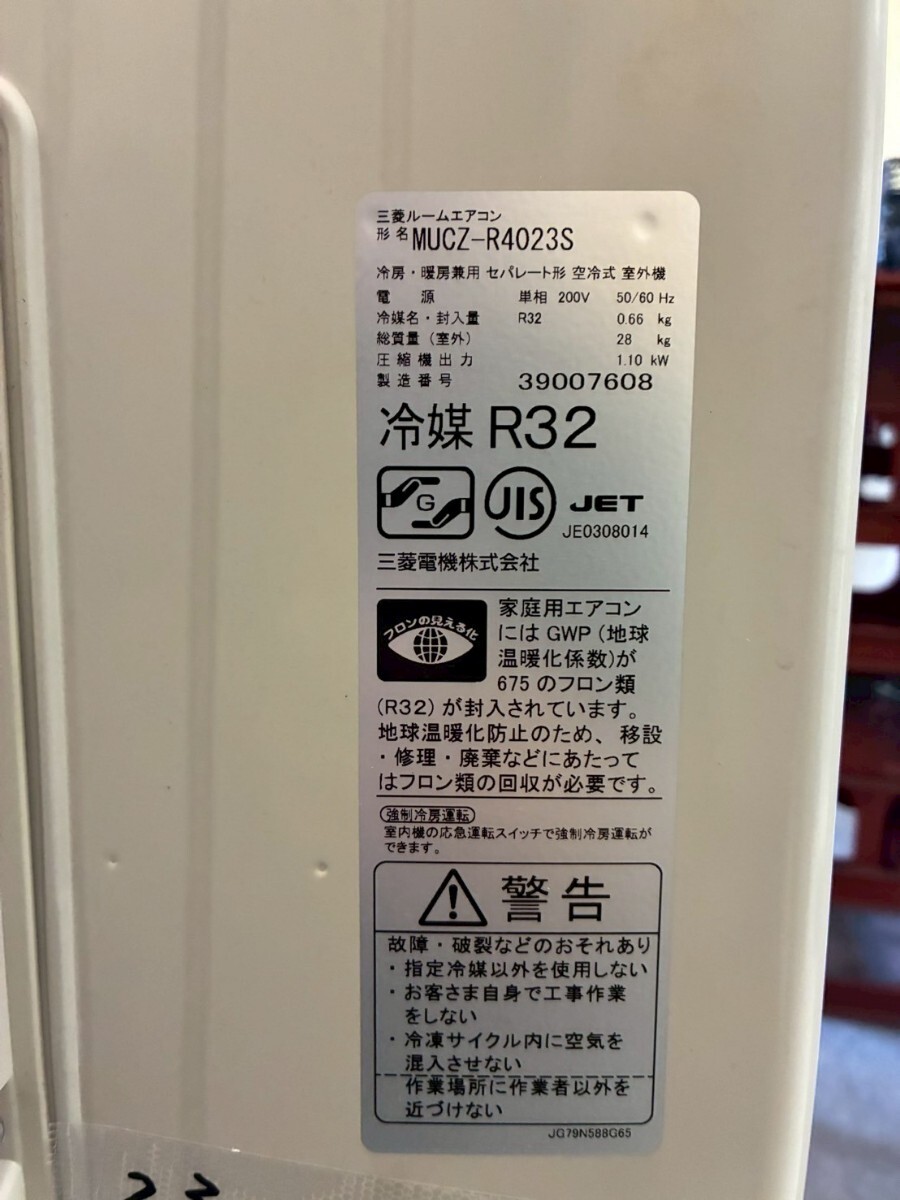 三菱ルームエアコン
形名 MUCZ-R4023S
冷房・暖房兼用 セパレート形 空冷式 室外機
電源 単相 200V 50/60 Hz
冷媒名・封入量 R32 0.66 kg
総質量（室外） 28 kg
圧縮機出力 1.10 kW
製造番号 39007608
冷媒 R32
G JIS JET
JE0308014
三菱電機株式会社
フロンの見える化
家庭用エアコン
には GWP（地球
温暖化係数）が
675 のフロン類
（R32）が封入されています。
地球温暖化防止のため、移設
・修理・廃棄などにあたって
はフロン類の回収が必要です。
強制冷房運転
室内機の応急運転スイッチで強制冷房運転が
できます。
警告
故障・破裂などのおそれあり
・指定冷媒以外を使用しない
・お客さま自身で工事作業
をしない
・冷凍サイクル内に空気を
混入させない
作業場所に作業者以外を
近づけない
JG79N588G65
23